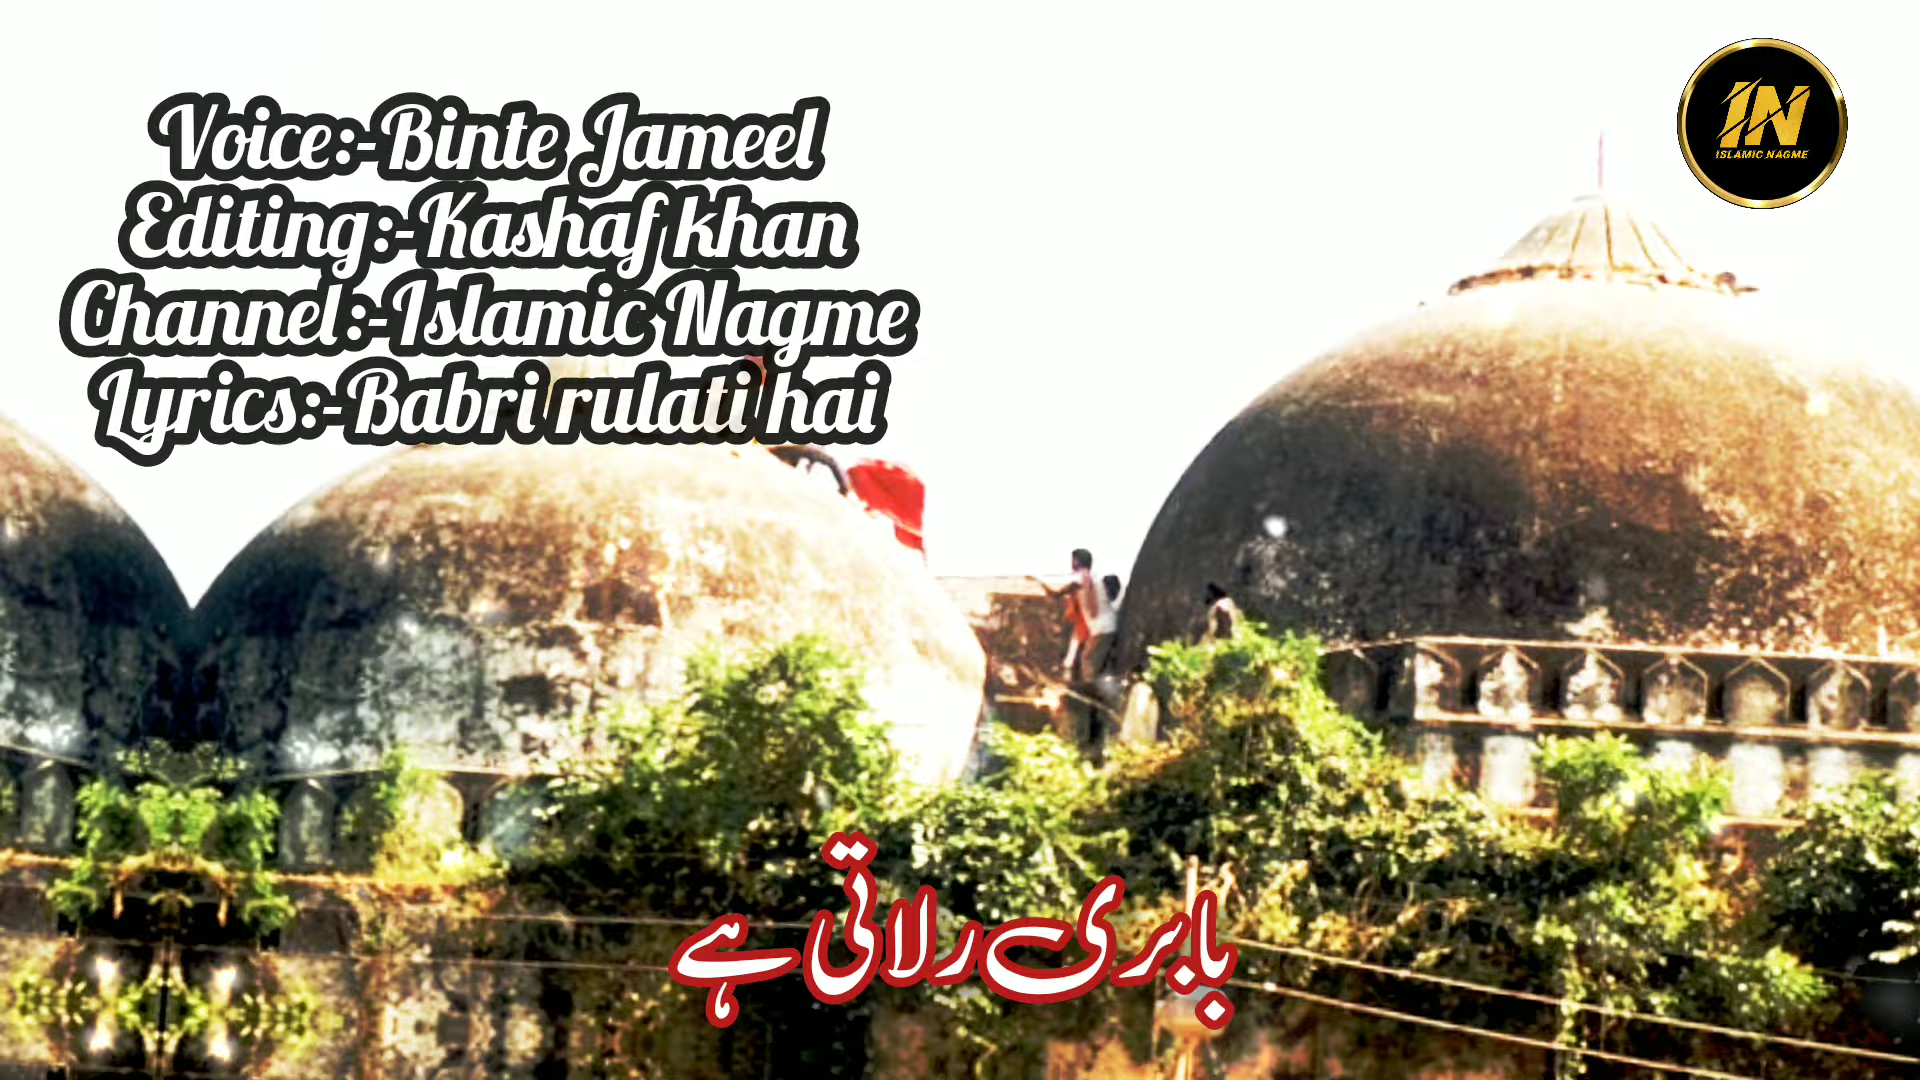 Voice:-Binte Jameel
Editing:-Kashaf khan
Channel:-Islamic Nagme
Lyrics:-Babri rulati hai
IN
ISLAMIC NAGME
بابری رلاتی ہے